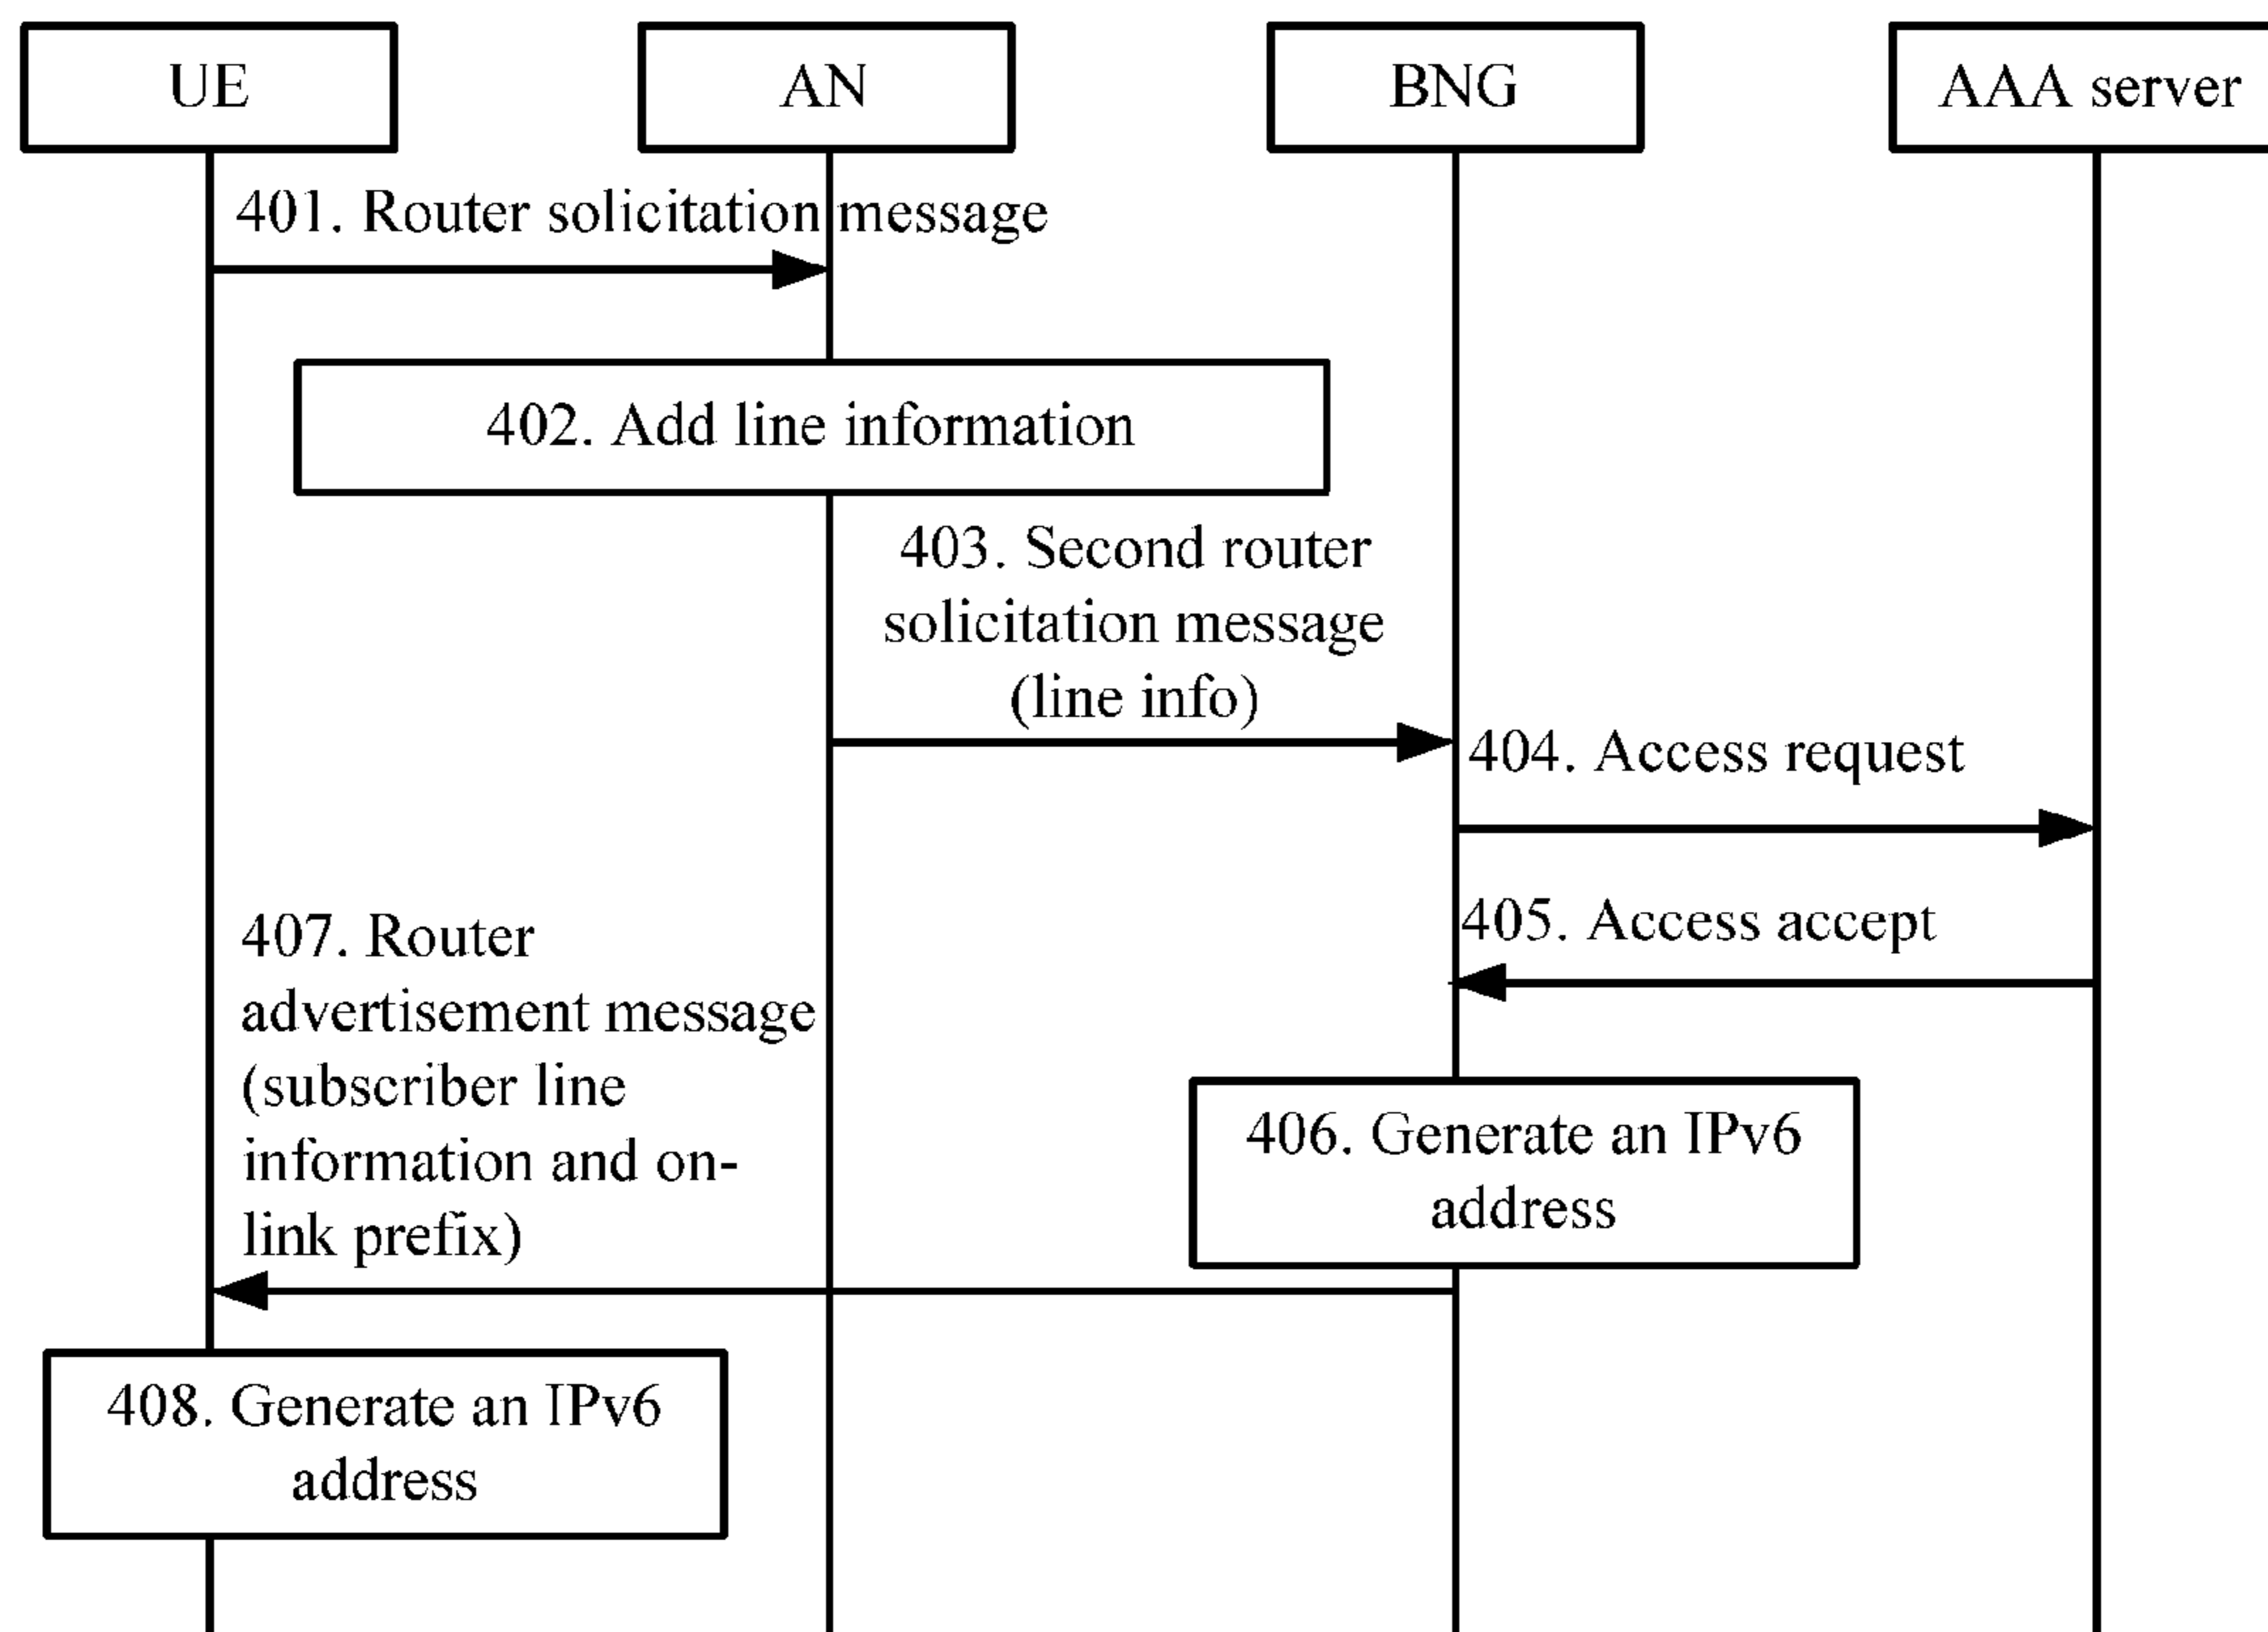 UE
AN
BNG
AAA server
401. Router solicitation message
402. Add line information
403. Second router
solicitation message
(line info)
404. Access request
405. Access accept
407. Router
advertisement message
(subscriber line
information and on-
link prefix)
406. Generate an IPv6
address
408. Generate an IPv6
address